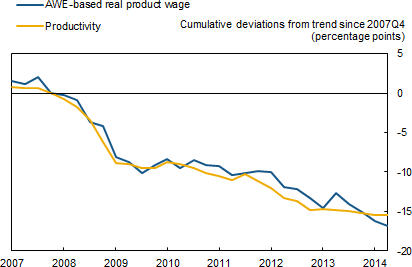 AWE-based real product wage
Productivity
Cumulative deviations from trend since 2007Q4
(percentage points)
5
0
-5
-10
-15
-20
2007 2008 2009 2010 2011 2012 2013 2014